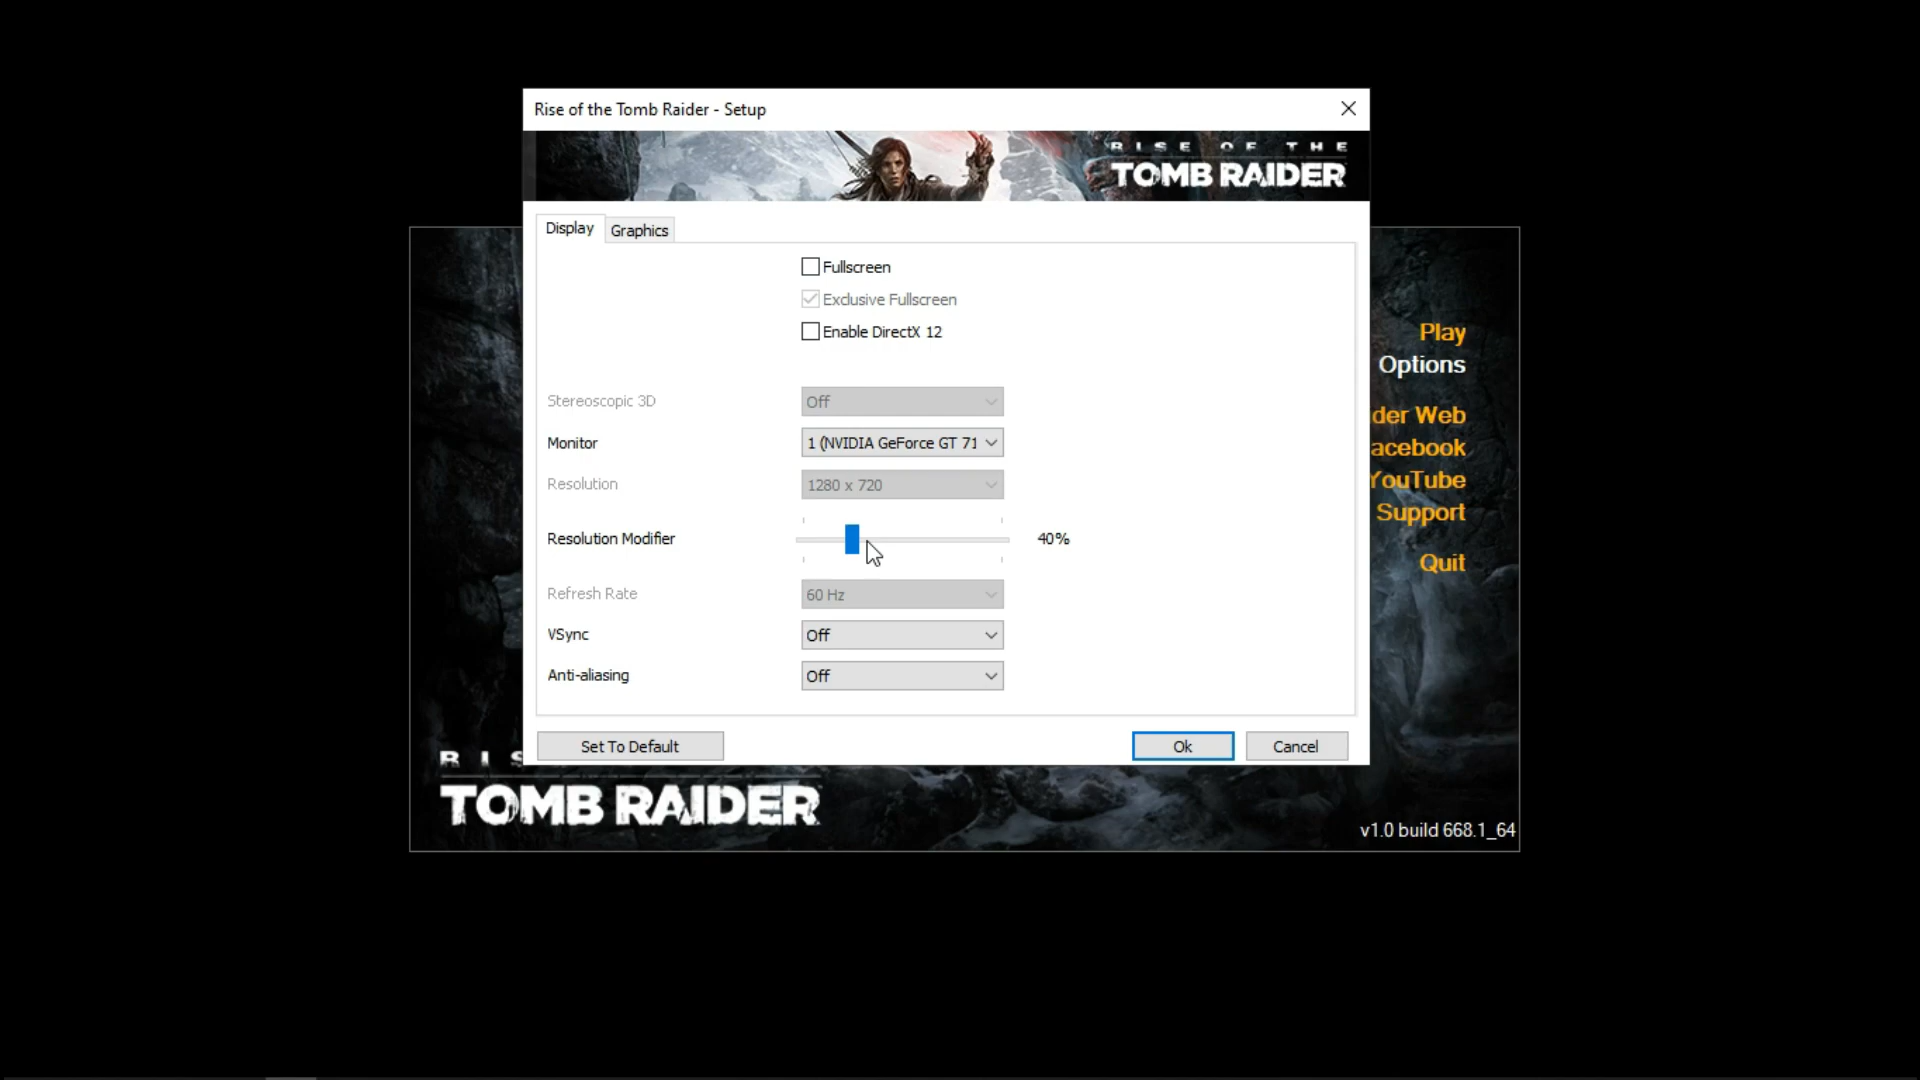 Rise of the Tomb Raider - Setup
RISE OF THE
TOMB RAIDER
Display
Graphics
Fullscreen
Exclusive Fullscreen
Enable DirectX 12
Stereoscopic 3D
Off
Monitor
1 (NVIDIA GeForce GT 71
Resolution
1280 x 720
Resolution Modifier
40%
Refresh Rate
60 Hz
VSync
Off
Anti-aliasing
Off
Set To Default
Ok
Cancel
Play
Options
der Web
acebook
YouTube
Support
Quit
RIS
TOMB RAIDER
v1.0 build 668.1_64